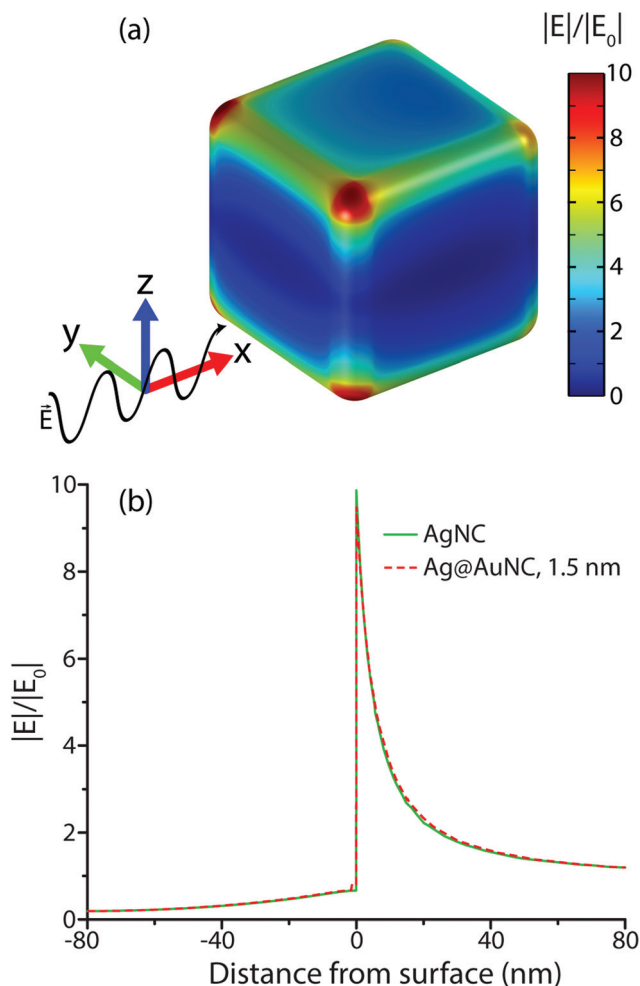 (a)
|E|/|E₀|
10
8
6
4
2
0
z
y
x
E⃗
(b)
10
8
6
4
2
0
|E|/|E₀|
AgNC
Ag@AuNC, 1.5 nm
-80
-40
0
40
80
Distance from surface (nm)